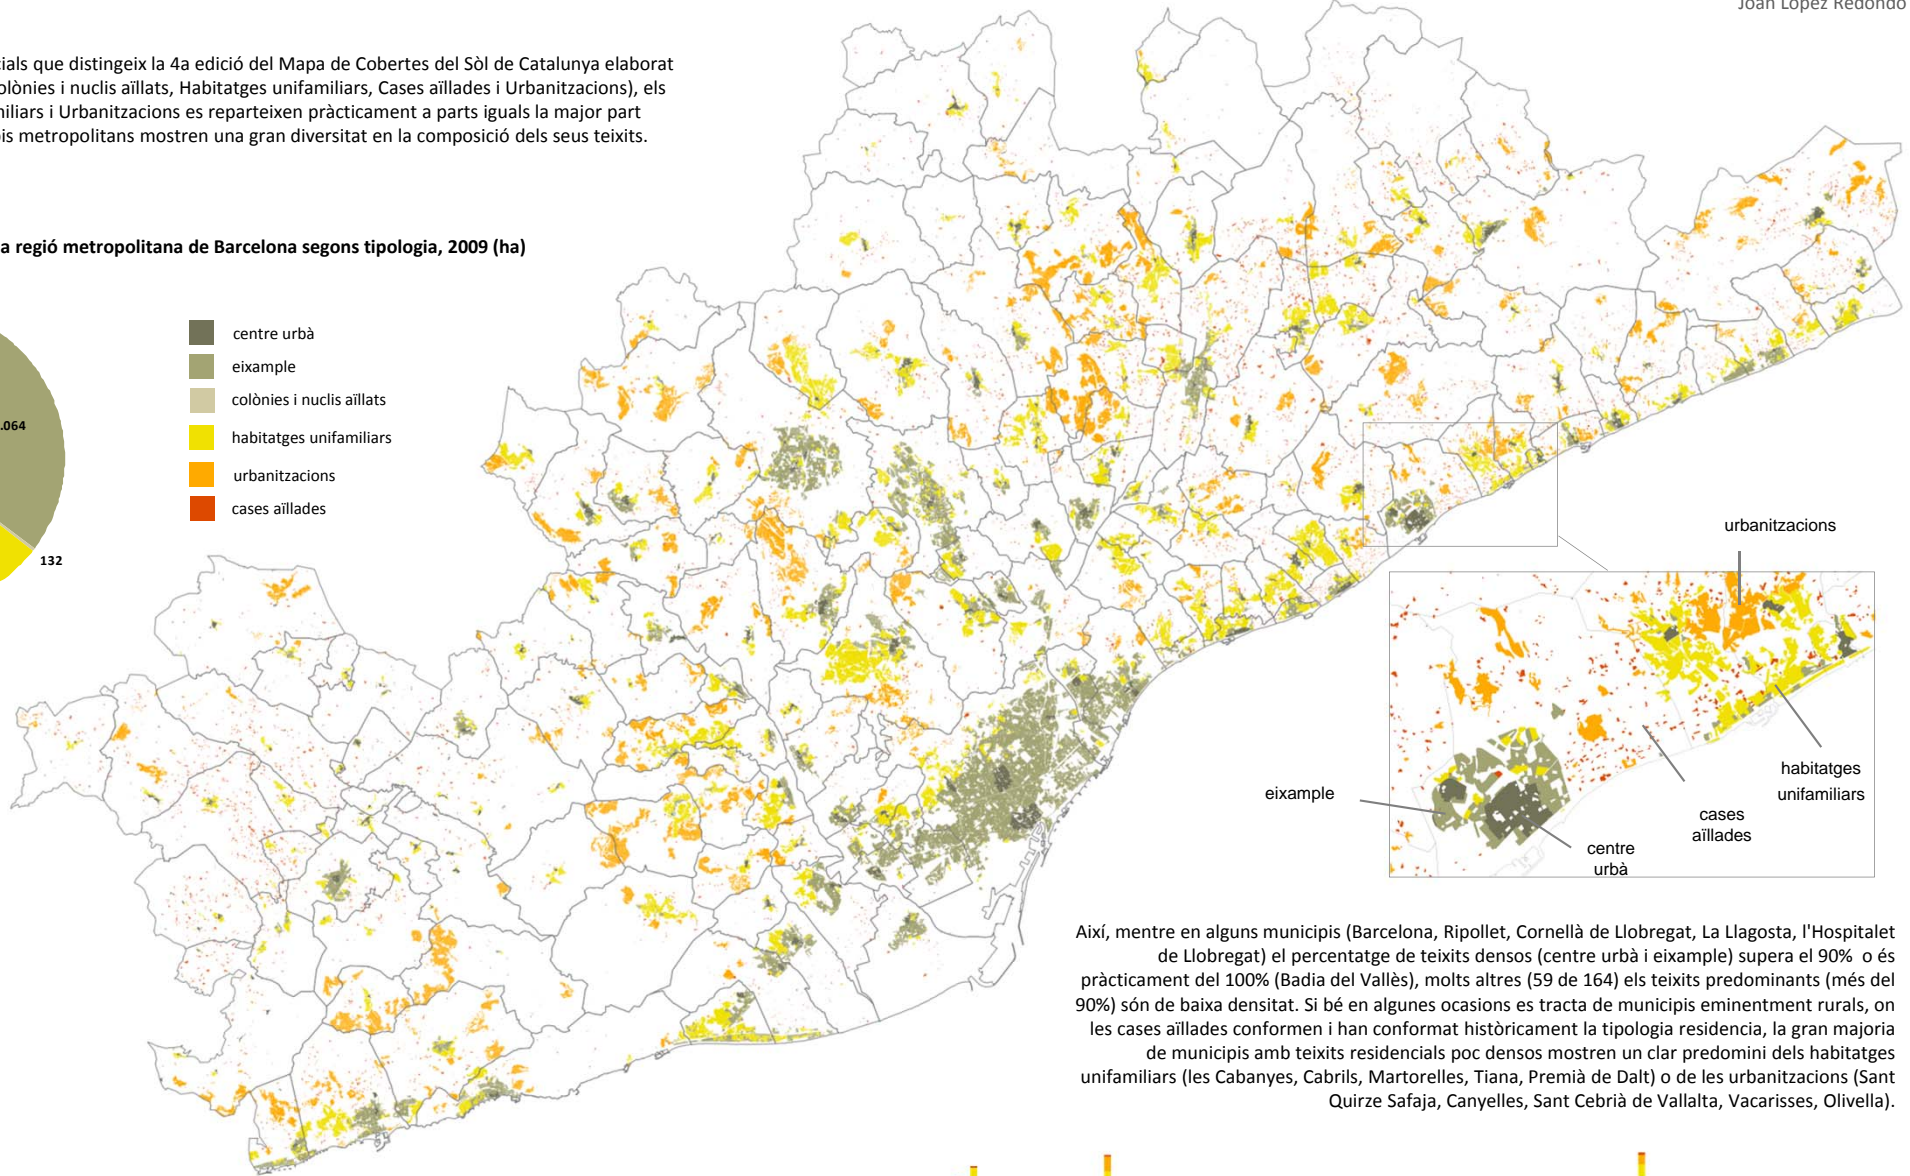 Joan López Redondo
cials que distingeix la 4a edició del Mapa de Cobertes del Sòl de Catalunya elaborat
olònies i nuclis aïllats, Habitatges unifamiliars, Cases aïllades i Urbanitzacions), els
niliars i Urbanitzacions es reparteixen pràcticament a parts iguals la major part
pis metropolitans mostren una gran diversitat en la composició dels seus teixits.
a regió metropolitana de Barcelona segons tipologia, 2009 (ha)
centre urbà
eixample
colònies i nuclis aïllats
habitatges unifamiliars
urbanitzacions
cases aïllades
.064
132
urbanitzacions
eixample
habitatges
unifamiliars
cases
aïllades
centre
urbà
Així, mentre en alguns municipis (Barcelona, Ripollet, Cornellà de Llobregat, La Llagosta, l'Hospitalet
de Llobregat) el percentatge de teixits densos (centre urbà i eixample) supera el 90% o és
pràcticament del 100% (Badia del Vallès), molts altres (59 de 164) els teixits predominants (més del
90%) són de baixa densitat. Si bé en algunes ocasions es tracta de municipis eminentment rurals, on
les cases aïllades conformen i han conformat històricament la tipologia residencia, la gran majoria
de municipis amb teixits residencials poc densos mostren un clar predomini dels habitatges
unifamiliars (les Cabanyes, Cabrils, Martorelles, Tiana, Premià de Dalt) o de les urbanitzacions (Sant
Quirze Safaja, Canyelles, Sant Cebrià de Vallalta, Vacarisses, Olivella).